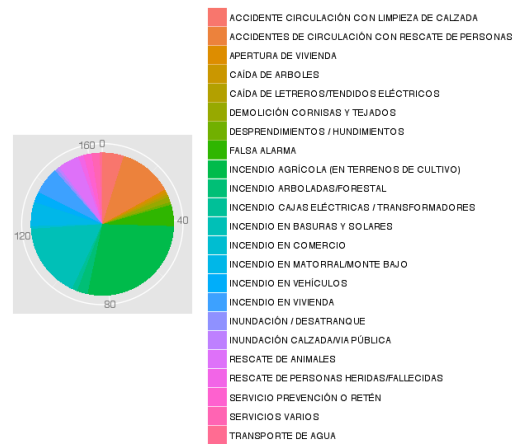 ACCIDENTE CIRCULACIÓN CON LIMPIEZA DE CALZADA
ACCIDENTES DE CIRCULACIÓN CON RESCATE DE PERSONAS
APERTURA DE VIVIENDA
CAÍDA DE ARBOLES
CAÍDA DE LETREROS/TENDIDOS ELÉCTRICOS
DEMOLICIÓN CORNISAS Y TEJADOS
DESPRENDIMIENTOS / HUNDIMIENTOS
FALSA ALARMA
INCENDIO AGRÍCOLA (EN TERRENOS DE CULTIVO)
INCENDIO ARBOLADAS/FORESTAL
INCENDIO CAJAS ELÉCTRICAS / TRANSFORMADORES
INCENDIO EN BASURAS Y SOLARES
INCENDIO EN COMERCIO
INCENDIO EN MATORRAL/MONTE BAJO
INCENDIO EN VEHÍCULOS
INCENDIO EN VIVIENDA
INUNDACIÓN / DESATRANQUE
INUNDACIÓN CALZADA/VIA PÚBLICA
RESCATE DE ANIMALES
RESCATE DE PERSONAS HERIDAS/FALLECIDAS
SERVICIO PREVENCIÓN O RETÉN
SERVICIOS VARIOS
TRANSPORTE DE AGUA
160 0
40
120
80